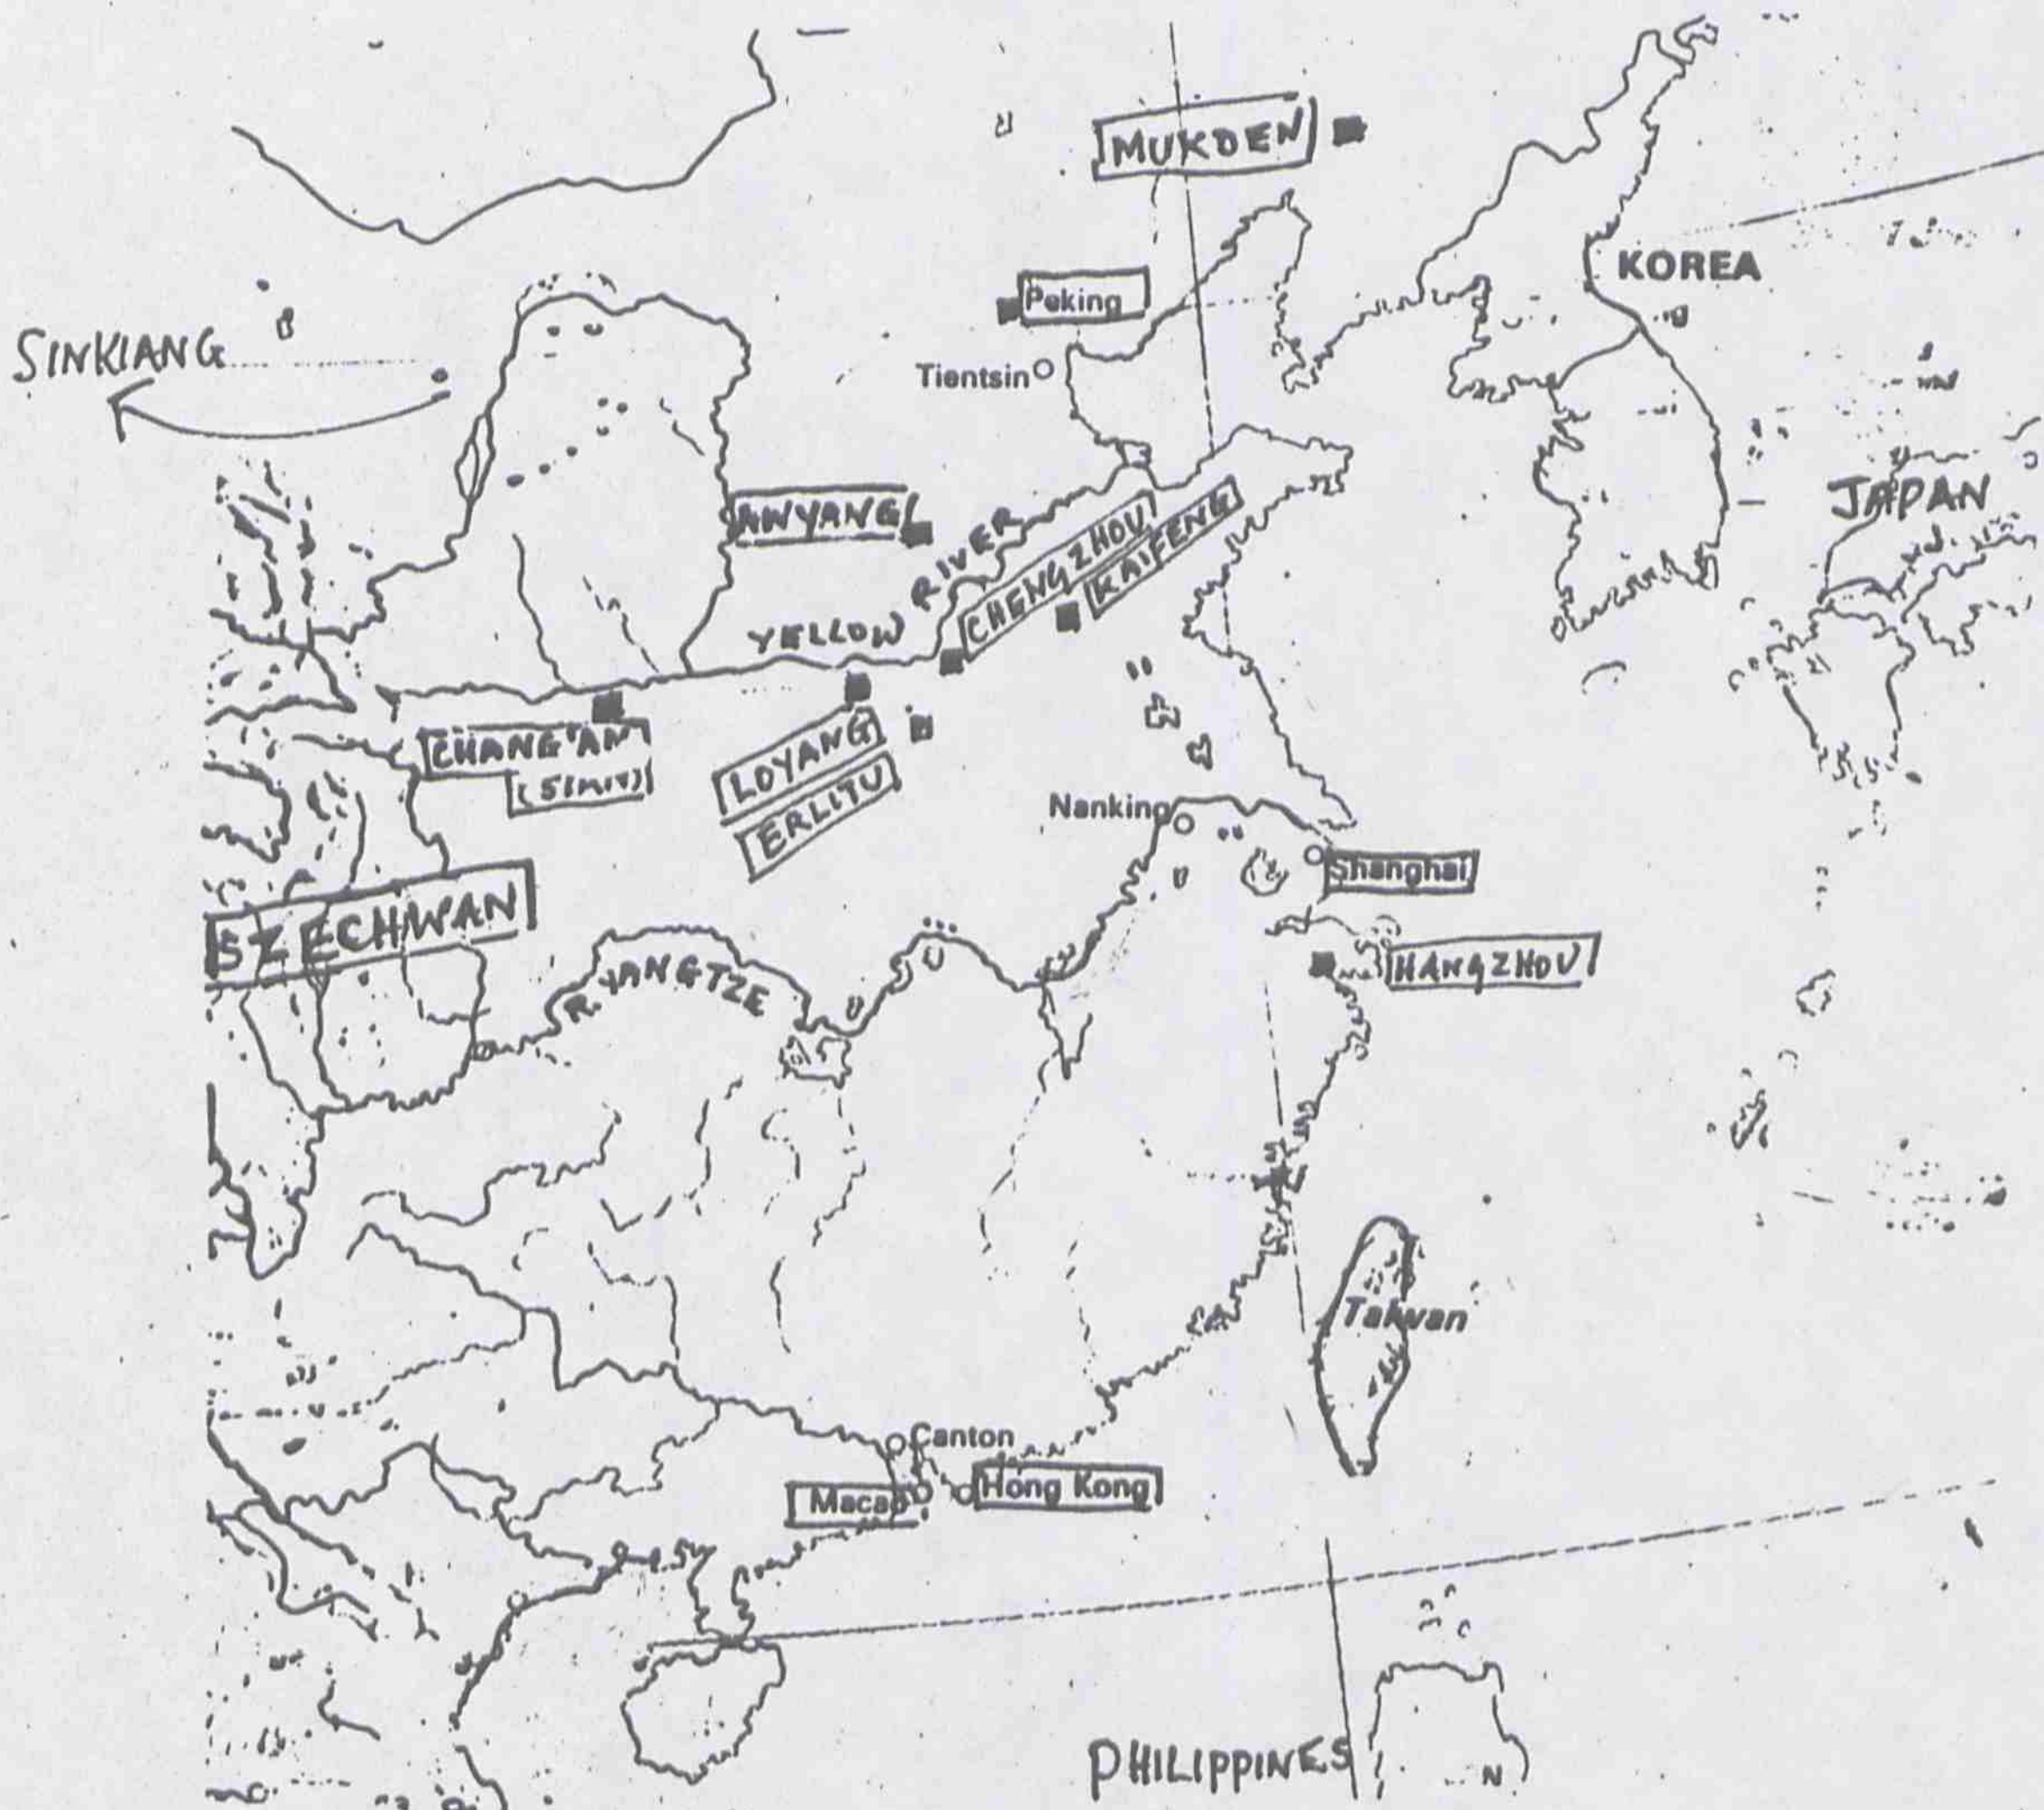 MUKDEN
KOREA
Peking
SINKIANG
Tientsin
JAPAN
ANYANG
YELLOW RIVER
CHENGZHOU
KAIFENG
CHANG'AN
LOYANG
ERLITU
Nanking
Shanghai
SZECHWAN
HANGZHOU
R. YANGTZE
Taiwan
Canton
Macao
Hong Kong
PHILIPPINES